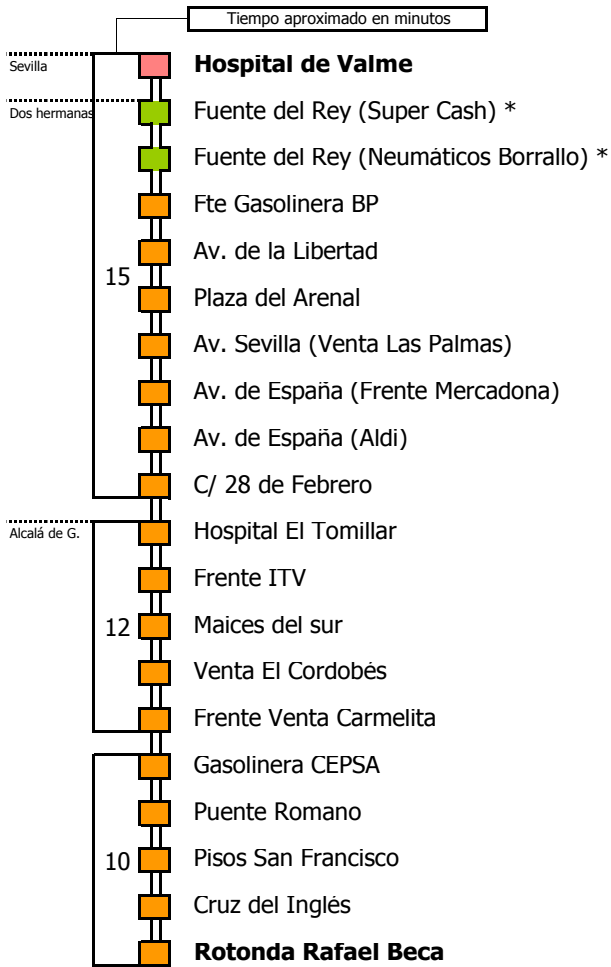 Tiempo aproximado en minutos
Sevilla
Hospital de Valme
Dos hermanas
Fuente del Rey (Super Cash) *
Fuente del Rey (Neumáticos Borrallo) *
Fte Gasolinera BP
Av. de la Libertad
15
Plaza del Arenal
Av. Sevilla (Venta Las Palmas)
Av. de España (Frente Mercadona)
Av. de España (Aldi)
C/ 28 de Febrero
Alcalá de G.
Hospital El Tomillar
Frente ITV
12
Maices del sur
Venta El Cordobés
Frente Venta Carmelita
Gasolinera CEPSA
Puente Romano
10
Pisos San Francisco
Cruz del Inglés
Rotonda Rafael Beca